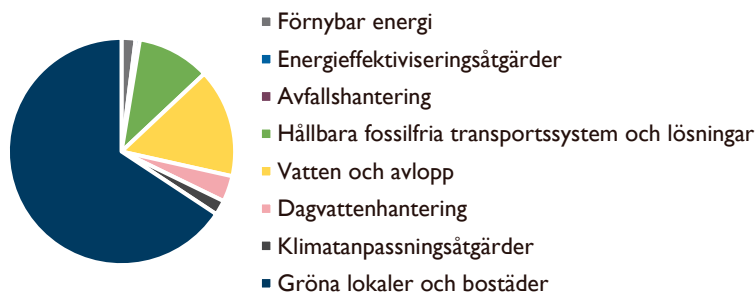 Förnybar energi
Energieffektiviseringsåtgärder
Avfallshantering
Hållbara fossilfria transportssystem och lösningar
Vatten och avlopp
Dagvattenhantering
Klimatanpassningsåtgärder
Gröna lokaler och bostäder